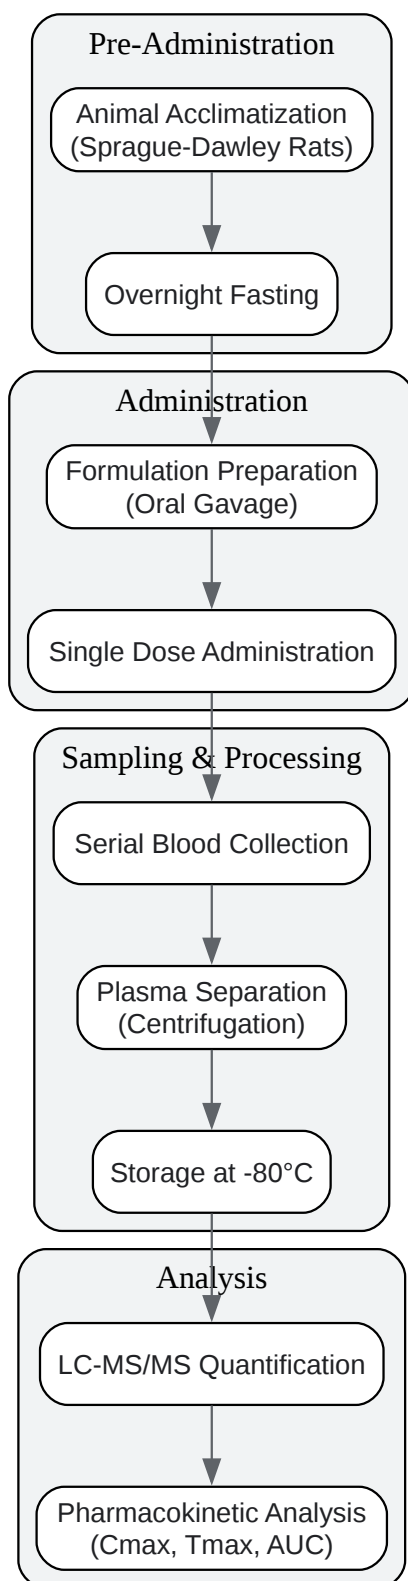 Pre-Administration
Animal Acclimatization
(Sprague-Dawley Rats)
Overnight Fasting
Administration
Formulation Preparation
(Oral Gavage)
Single Dose Administration
Sampling & Processing
Serial Blood Collection
Plasma Separation
(Centrifugation)
Storage at -80°C
Analysis
LC-MS/MS Quantification
Pharmacokinetic Analysis
(Cmax, Tmax, AUC)